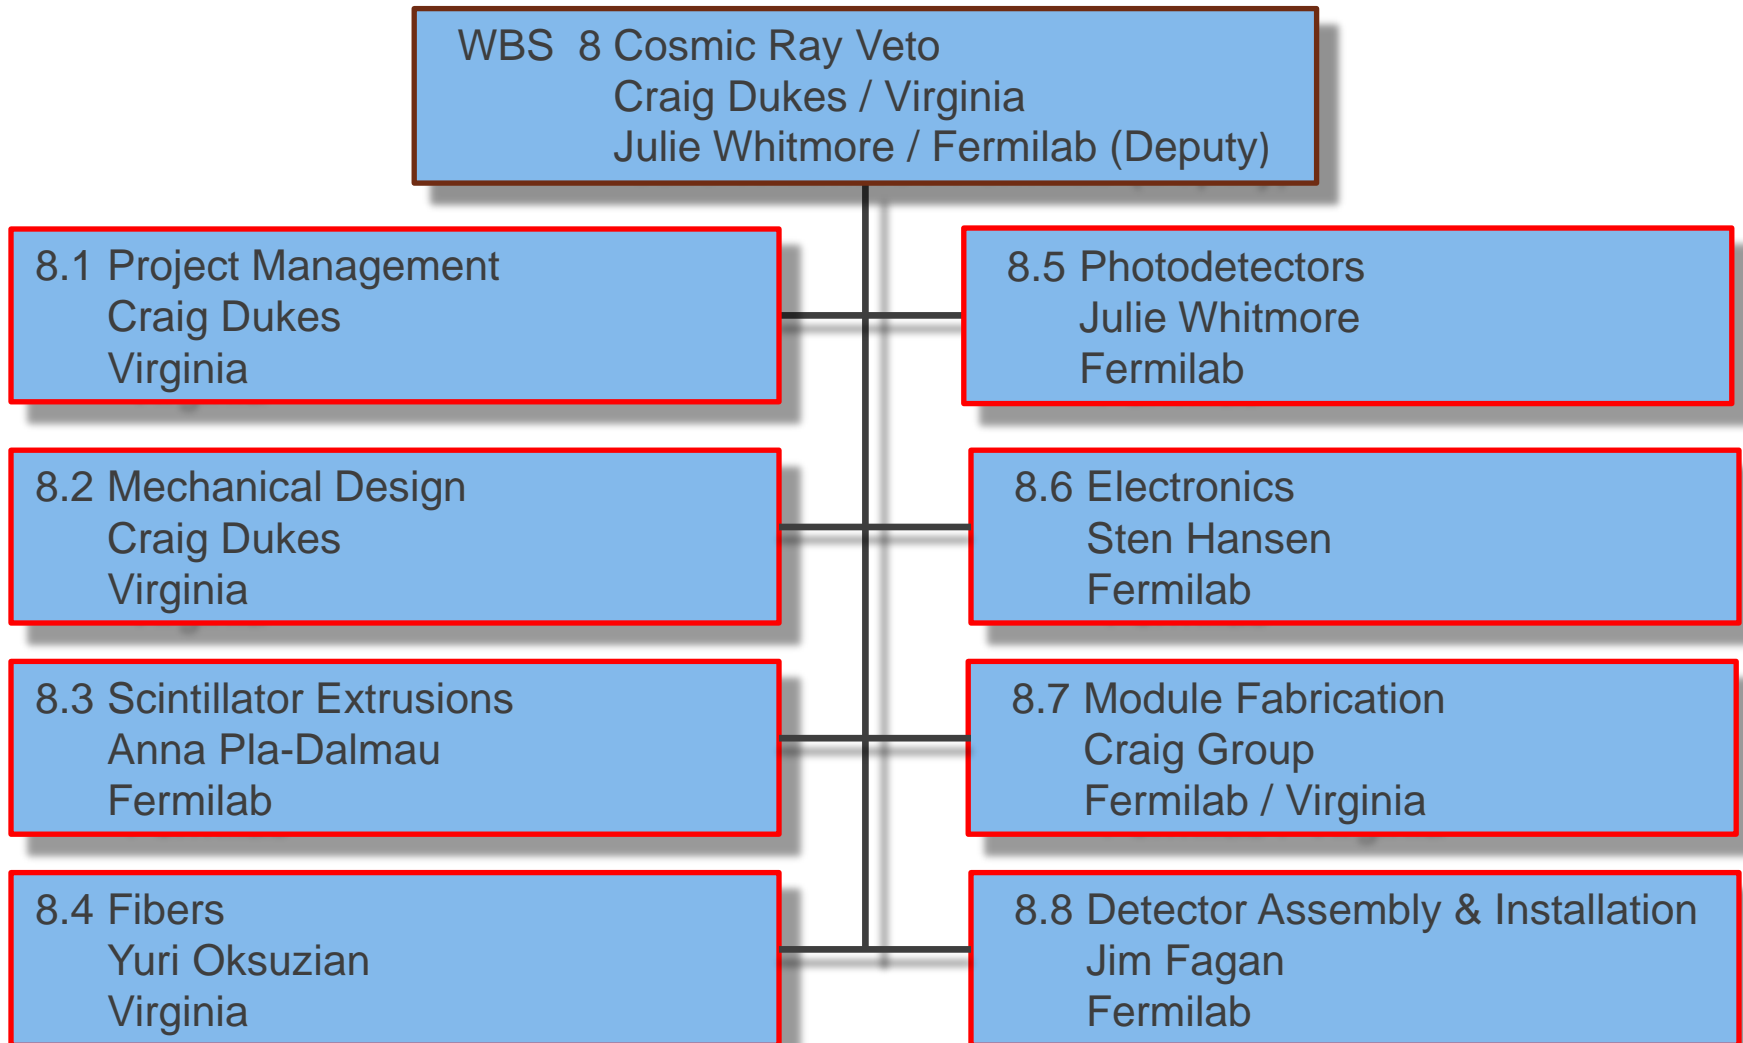 WBS 8 Cosmic Ray Veto
Craig Dukes / Virginia
Julie Whitmore / Fermilab (Deputy)
8.1 Project Management
Craig Dukes
Virginia
8.2 Mechanical Design
Craig Dukes
Virginia
8.3 Scintillator Extrusions
Anna Pla-Dalmau
Fermilab
8.4 Fibers
Yuri Oksuzian
Virginia
8.5 Photodetectors
Julie Whitmore
Fermilab
8.6 Electronics
Sten Hansen
Fermilab
8.7 Module Fabrication
Craig Group
Fermilab / Virginia
8.8 Detector Assembly & Installation
Jim Fagan
Fermilab